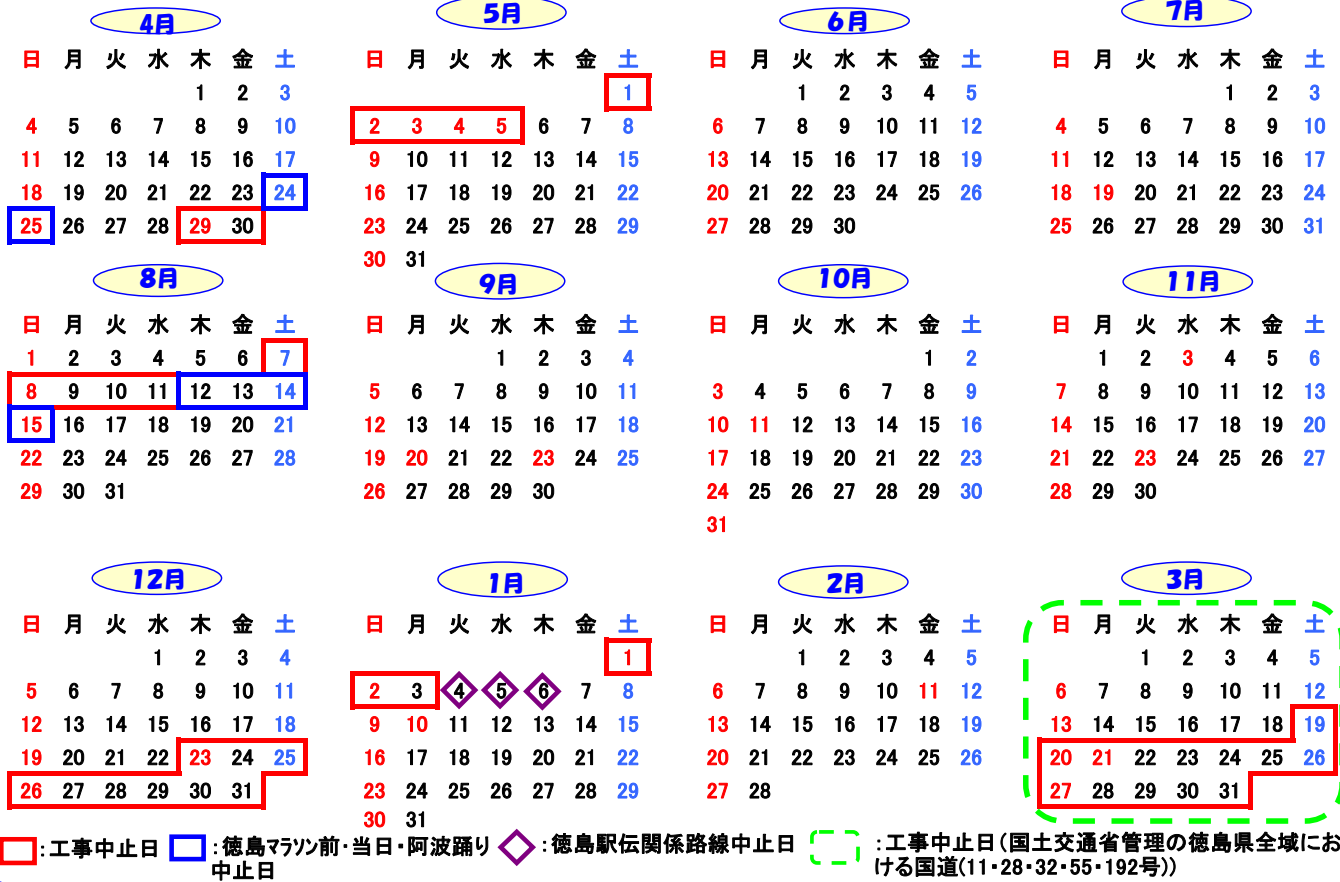 4月 5月 6月 7月
日 月 火 水 木 金 土 日 月 火 水 木 金 土 日 月 火 水 木 金 土 日 月 火 水 木 金 土
1 2 3 1 1 2 3 4 5 1 2 3
4 5 6 7 8 9 10 2 3 4 5 6 7 8 6 7 8 9 10 11 12 4 5 6 7 8 9 10
11 12 13 14 15 16 17 9 10 11 12 13 14 15 13 14 15 16 17 18 19 11 12 13 14 15 16 17
18 19 20 21 22 23 24 16 17 18 19 20 21 22 20 21 22 23 24 25 26 18 19 20 21 22 23 24
25 26 27 28 29 30 23 24 25 26 27 28 29 27 28 29 30 25 26 27 28 29 30 31
30 31
8月 9月 10月 11月
日 月 火 水 木 金 土 日 月 火 水 木 金 土 日 月 火 水 木 金 土 日 月 火 水 木 金 土
1 2 3 4 5 6 7 1 2 3 4 1 2 1 2 3 4 5 6
8 9 10 11 12 13 14 5 6 7 8 9 10 11 3 4 5 6 7 8 9 7 8 9 10 11 12 13
15 16 17 18 19 20 21 12 13 14 15 16 17 18 10 11 12 13 14 15 16 14 15 16 17 18 19 20
22 23 24 25 26 27 28 19 20 21 22 23 24 25 17 18 19 20 21 22 23 21 22 23 24 25 26 27
29 30 31 26 27 28 29 30 24 25 26 27 28 29 30 28 29 30
31
12月 1月 2月 3月
日 月 火 水 木 金 土 日 月 火 水 木 金 土 日 月 火 水 木 金 土 日 月 火 水 木 金 土
1 2 3 4 1 1 2 3 4 5 1 2 3 4 5
5 6 7 8 9 10 11 2 3 4 5 6 7 8 6 7 8 9 10 11 12 6 7 8 9 10 11 12
12 13 14 15 16 17 18 9 10 11 12 13 14 15 13 14 15 16 17 18 19 13 14 15 16 17 18 19
19 20 21 22 23 24 25 16 17 18 19 20 21 22 20 21 22 23 24 25 26 20 21 22 23 24 25 26
26 27 28 29 30 31 23 24 25 26 27 28 29 27 28 27 28 29 30 31
30 31
:工事中止日
:徳島マラソン前・当日・阿波踊り
中止日
:徳島駅伝関係路線中止日
:工事中止日(国土交通省管理の徳島県全域にお
ける国道(11・28・32・55・192号))